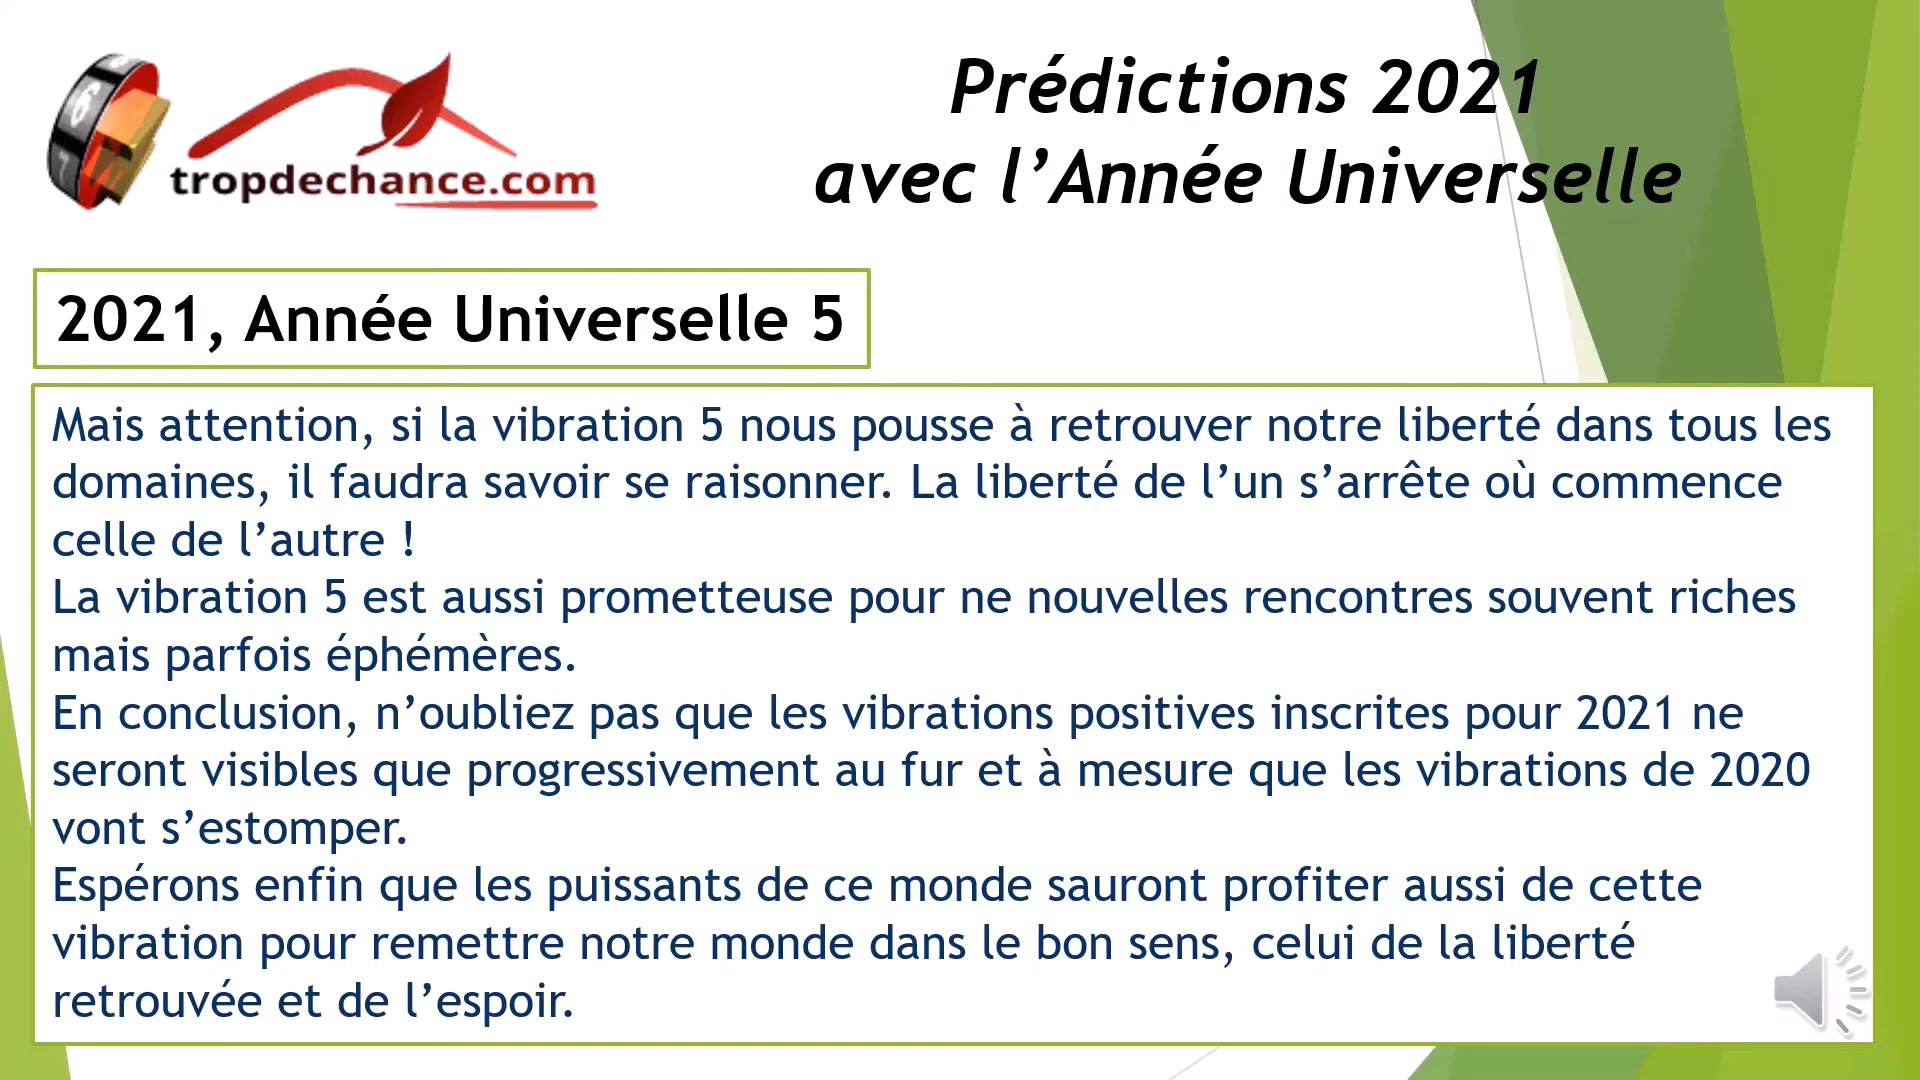 tropdechance.com
Prédictions 2021
avec l’Année Universelle
2021, Année Universelle 5
Mais attention, si la vibration 5 nous pousse à retrouver notre liberté dans tous les
domaines, il faudra savoir se raisonner. La liberté de l’un s’arrête où commence
celle de l’autre !
La vibration 5 est aussi prometteuse pour ne nouvelles rencontres souvent riches
mais parfois éphémères.
En conclusion, n’oubliez pas que les vibrations positives inscrites pour 2021 ne
seront visibles que progressivement au fur et à mesure que les vibrations de 2020
vont s’estomper.
Espérons enfin que les puissants de ce monde sauront profiter aussi de cette
vibration pour remettre notre monde dans le bon sens, celui de la liberté
retrouvée et de l’espoir.
6
7